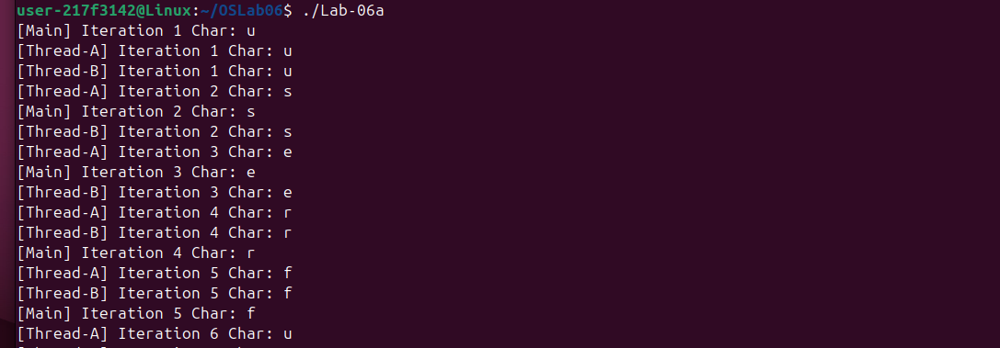 user-217f3142@Linux:~/OSLab06$ ./Lab-06a
[Main] Iteration 1 Char: u
[Thread-A] Iteration 1 Char: u
[Thread-B] Iteration 1 Char: u
[Thread-A] Iteration 2 Char: s
[Main] Iteration 2 Char: s
[Thread-B] Iteration 2 Char: s
[Thread-A] Iteration 3 Char: e
[Main] Iteration 3 Char: e
[Thread-B] Iteration 3 Char: e
[Thread-A] Iteration 4 Char: r
[Thread-B] Iteration 4 Char: r
[Main] Iteration 4 Char: r
[Thread-A] Iteration 5 Char: f
[Thread-B] Iteration 5 Char: f
[Main] Iteration 5 Char: f
[Thread-A] Iteration 6 Char: u